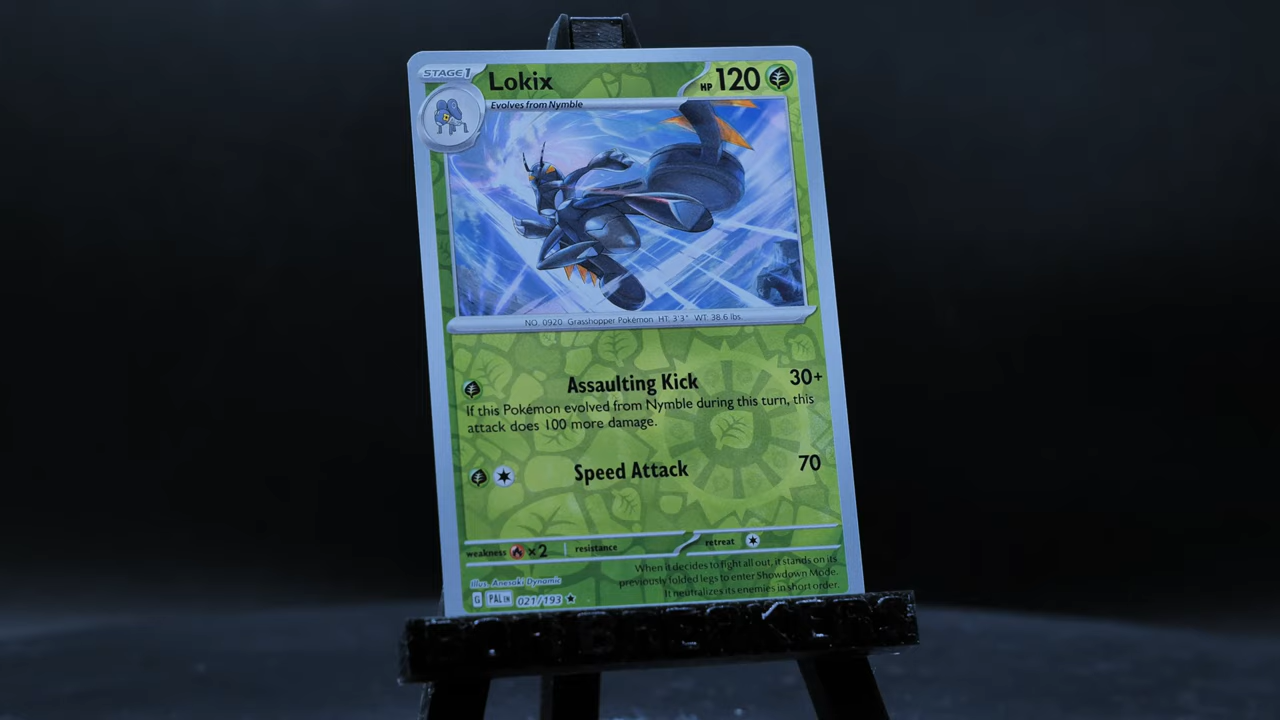 STAGE 1
Lokix
HP 120
Evolves from Nymble
NO. 0920 Grasshopper Pokémon HT: 3'3" WT: 38.6 lbs.
Assaulting Kick 30+
If this Pokémon evolved from Nymble during this turn, this
attack does 100 more damage.
Speed Attack 70
weakness ×2 resistance retreat
When it decides to fight all out, it stands on its
previously folded legs to enter Showdown Mode.
It neutralizes its enemies in short order.
Illus. Anesaki Dynamic
G PAL EN 021/193 ★